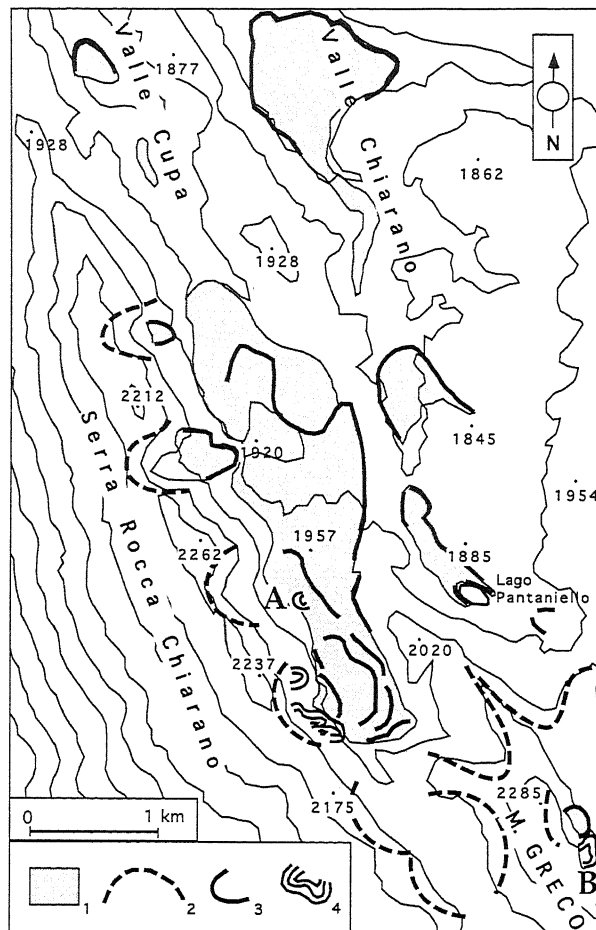 Valle Cupa
1877
Valle Chiarano
N
1928
1862
1928
2212
Serra Rocca Chiarano
1920
1845
1954
1957
2262
1885
Lago
Pantaniello
A
2020
2237
2175
2285
M. GRECO
B
0 1 km
1 2 3 4